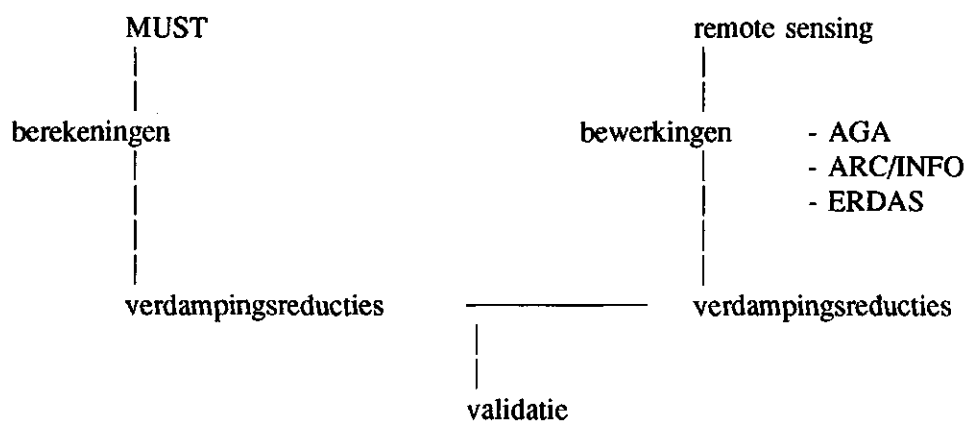 MUST remote sensing
berekeningen bewerkingen - AGA
- ARC/INFO
- ERDAS
verdampingsreducties verdampingsreducties
validatie